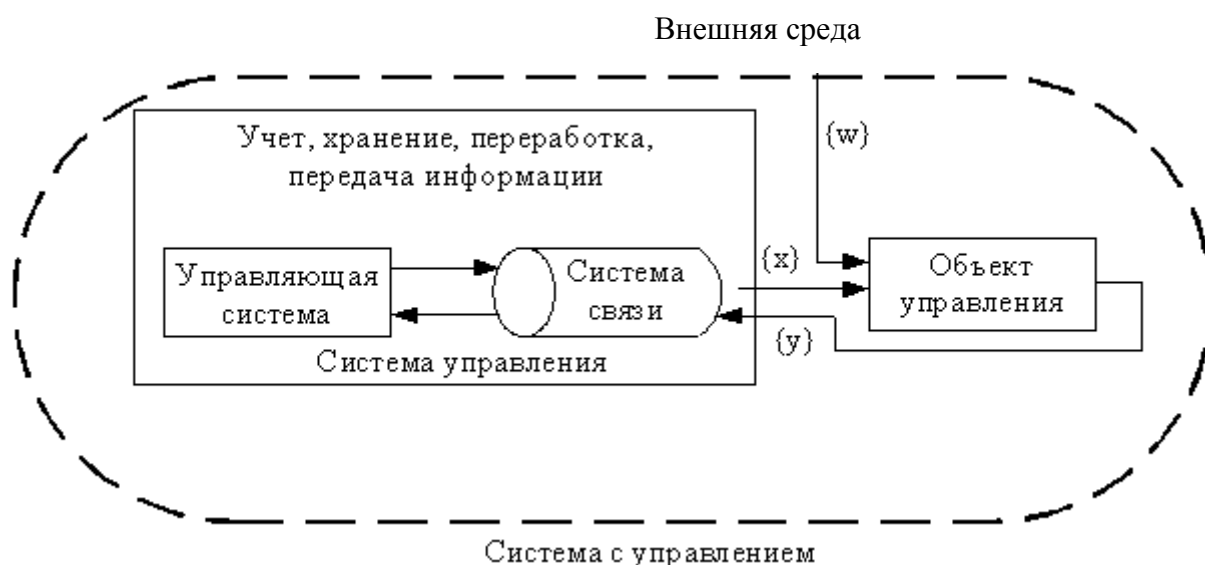 Внешняя среда
Учет, хранение, переработка,
передача информации
{w}
Управляющая
система
Система
связи
{x}
Объект
управления
{y}
Система управления
Система с управлением